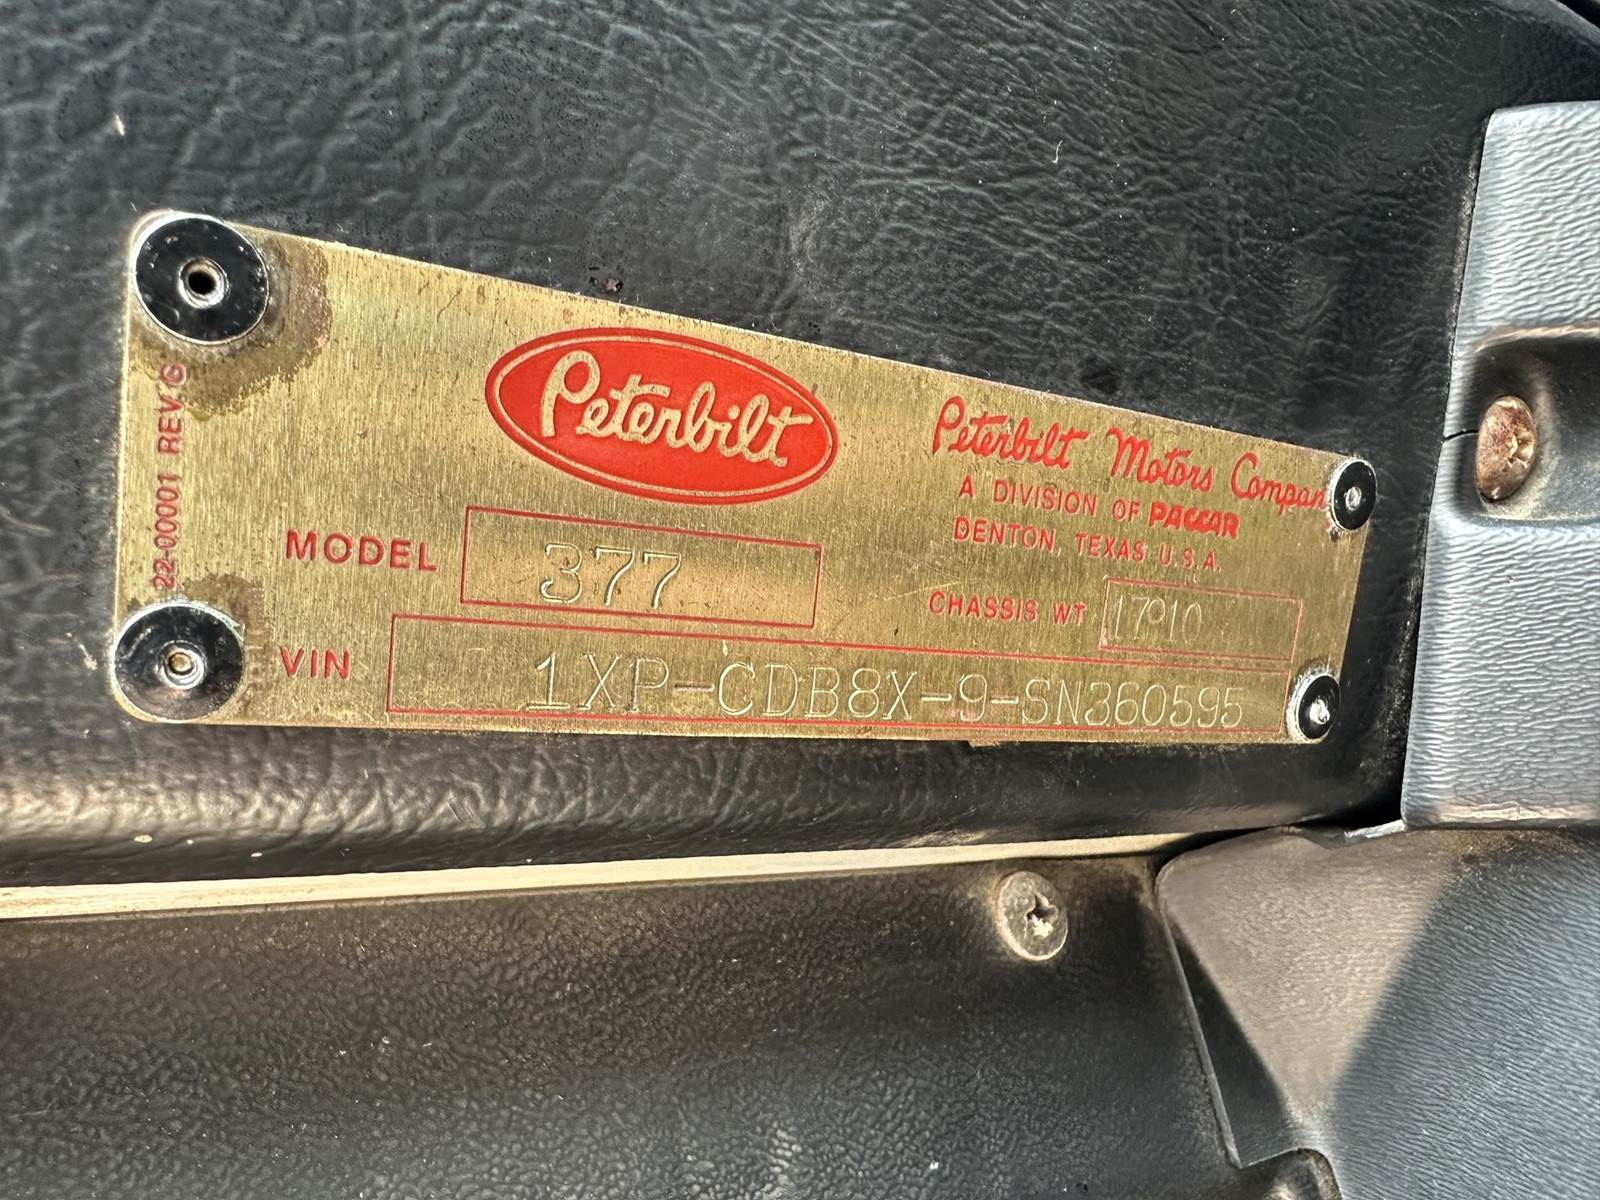 22-00001 REV G
Peterbilt
Peterbilt Motors Company
A DIVISION OF PACCAR
DENTON, TEXAS U.S.A.
MODEL 377
CHASSIS WT 17910
VIN 1XP-CDB8X-9-SN360595